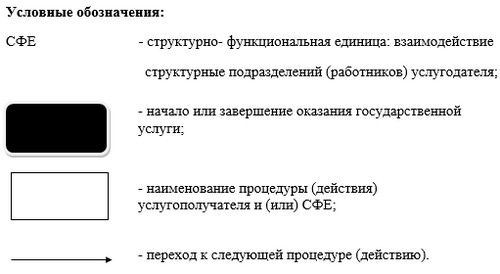 Условные обозначения:
СФЕ - структурно- функциональная единица: взаимодействие
структурные подразделений (работников) услугодателя;
- начало или завершение оказания государственной
услуги;
- наименование процедуры (действия)
услугополучателя и (или) СФЕ;
- переход к следующей процедуре (действию).